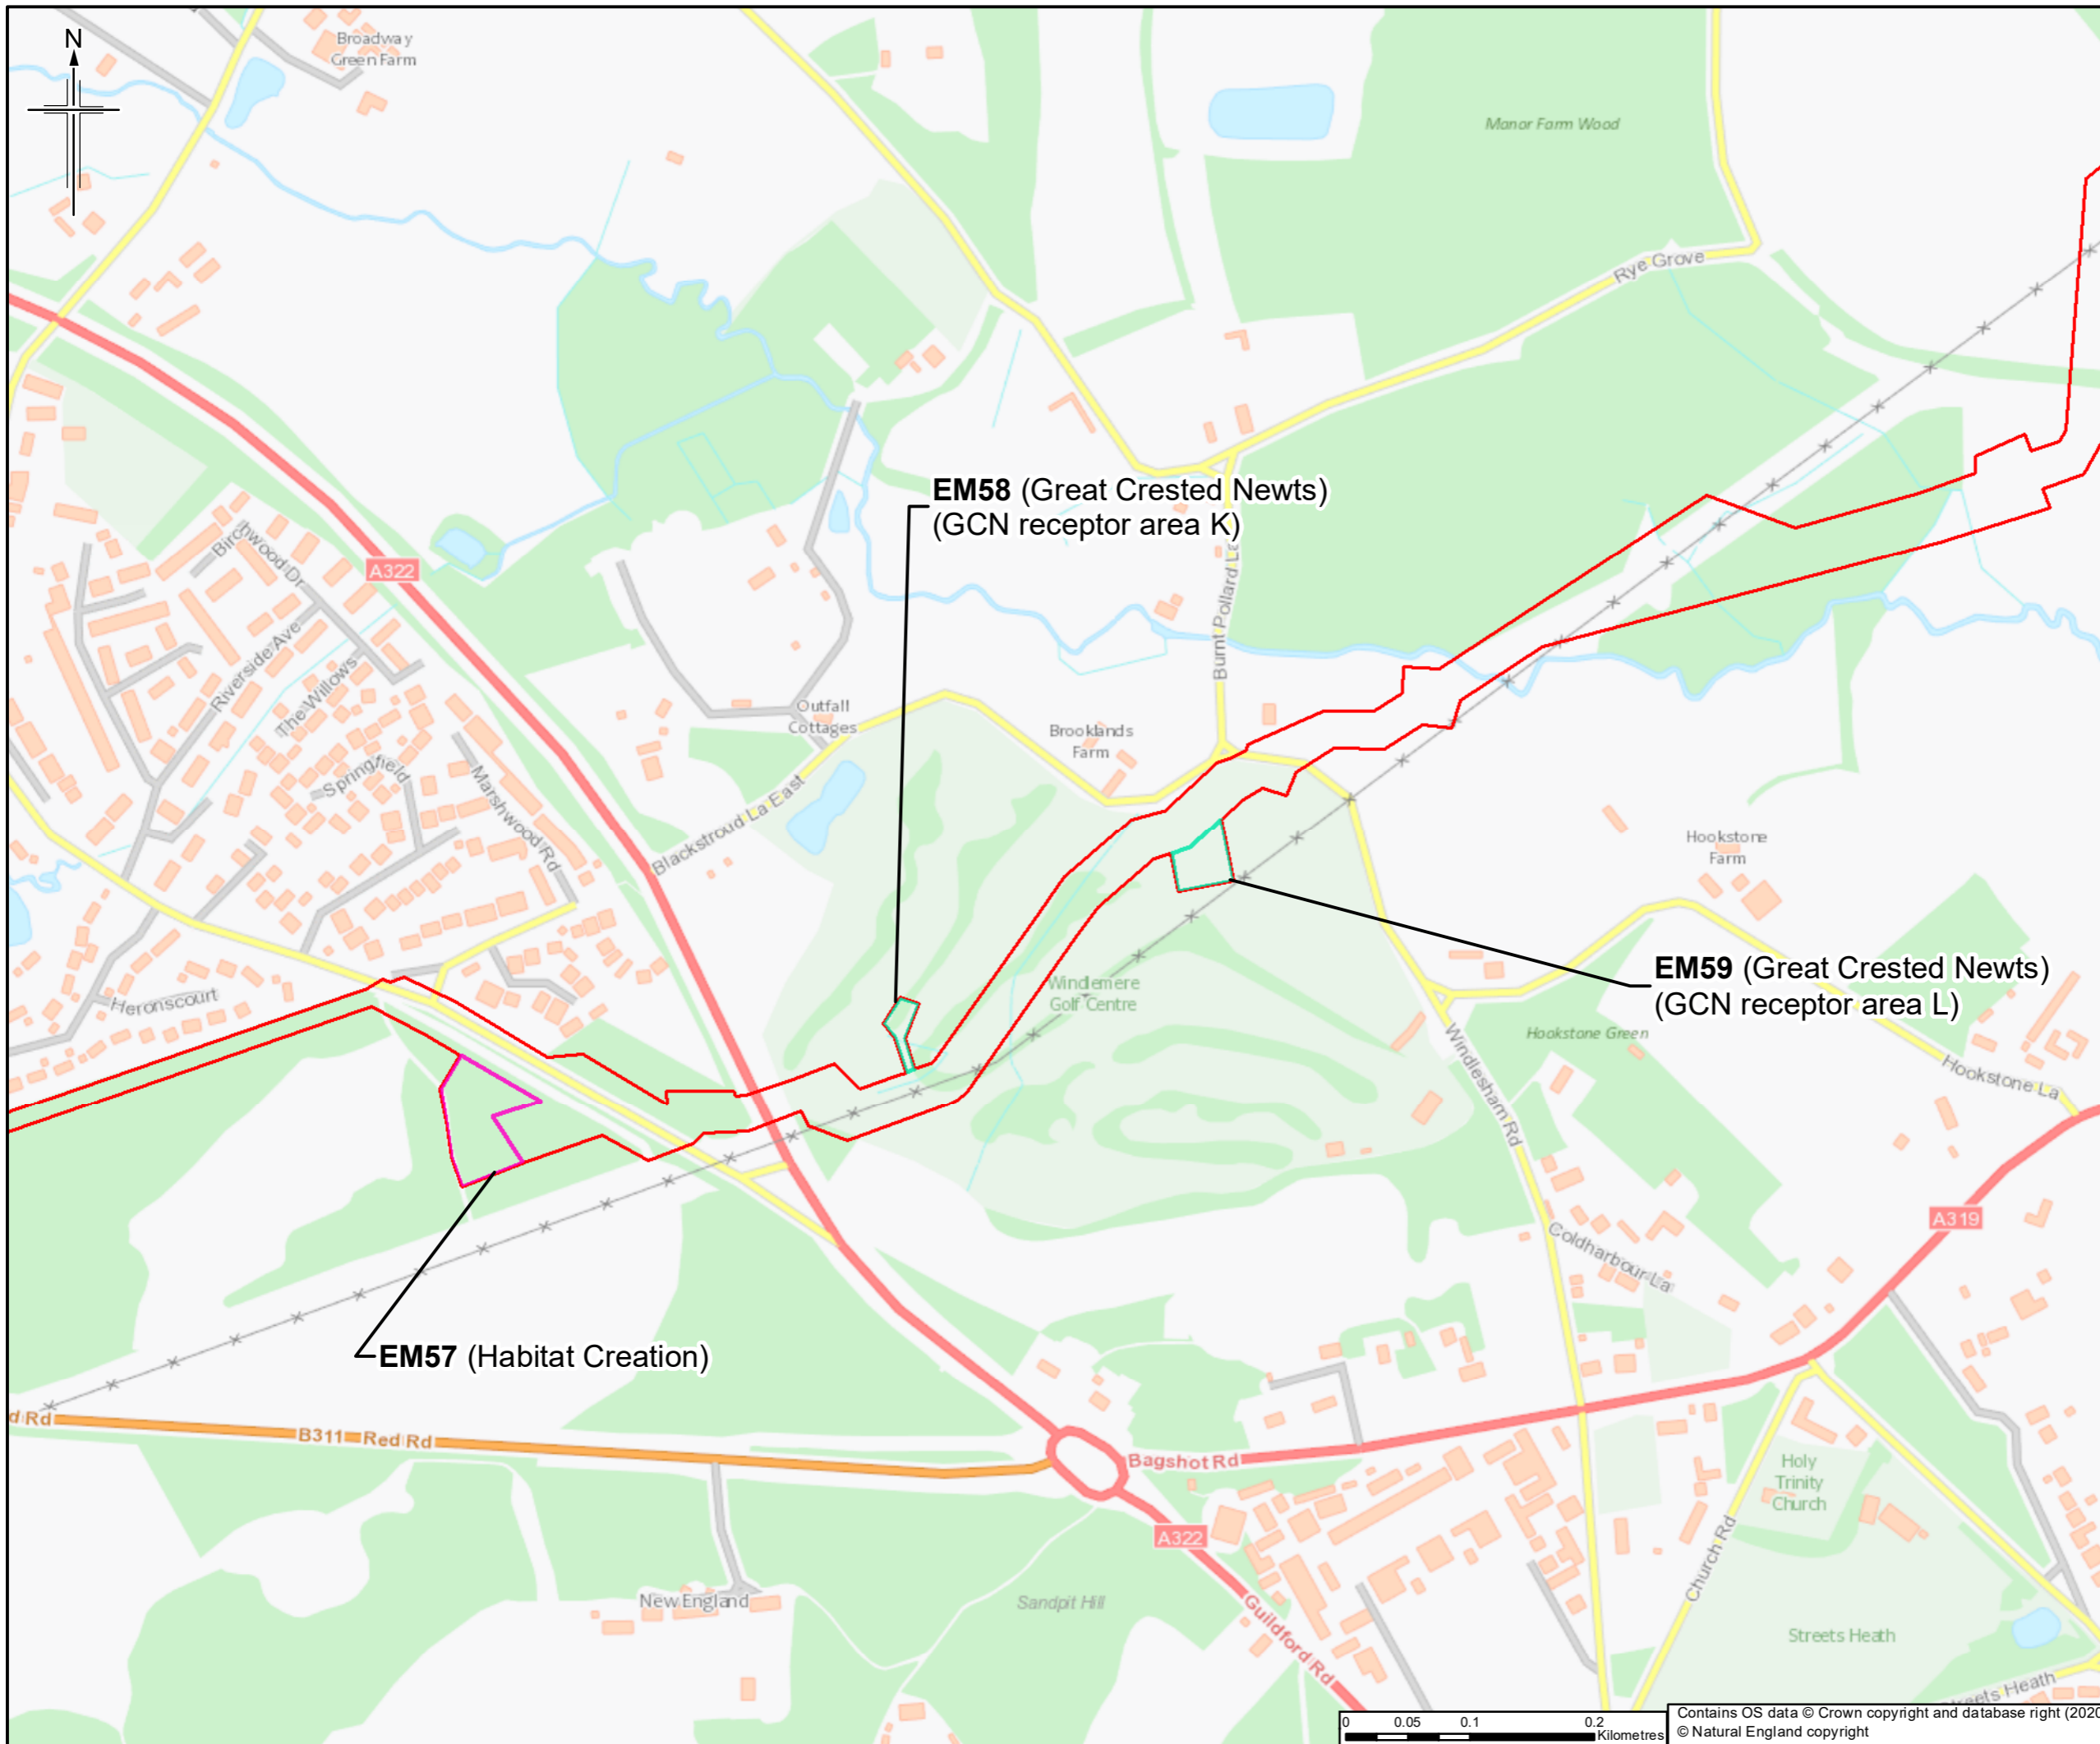 N
Broadway
Green Farm
Manor Farm Wood
Rye Grove
EM58 (Great Crested Newts)
(GCN receptor area K)
A322
Birchwood Dr
Burnt Pollard La
Riverside Ave
The Willows
Outfall
Cottages
Brooklands
Farm
Springfield
Marshwood Rd
Blackstroud La East
Hookstone
Farm
EM59 (Great Crested Newts)
(GCN receptor area L)
Windlemere
Golf Centre
Heronscourt
Hookstone Green
Windlesham Rd
Hookstone La
A319
Coldharbour La
EM57 (Habitat Creation)
d Rd
B311 Red Rd
Bagshot Rd
Holy
Trinity
Church
A322
Church Rd
New England
Sandpit Hill
Guildford Rd
Streets Heath
Streets Heath
0 0.05 0.1 0.2
Kilometres
Contains OS data © Crown copyright and database right (2020
© Natural England copyright